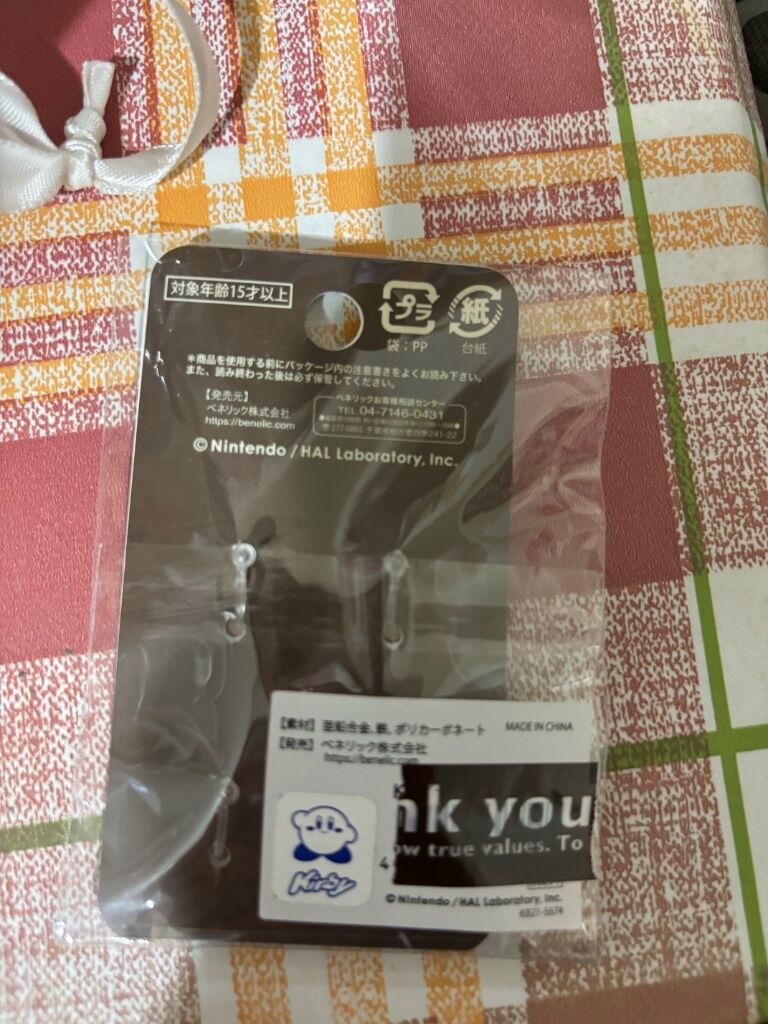 対象年齢15才以上
プラ
紙
袋：PP
台紙
＊商品を使用する前にパッケージ内の注意書きをよくお読み下さい。
また、読み終わった後は必ず保管してください。
【発売元】
ベネリック株式会社
https://benelic.com
ベネリックお客様相談センター
TEL 04-7146-0431
©Nintendo / HAL Laboratory, Inc.
【素材】 亜鉛合金、鉄、ポリカーボネート
MADE IN CHINA
【発売】 ベネリック株式会社
https://benelic.com
nk you
ow true values. To
Kirby
4
©Nintendo / HAL Laboratory, Inc.
KB21-5674